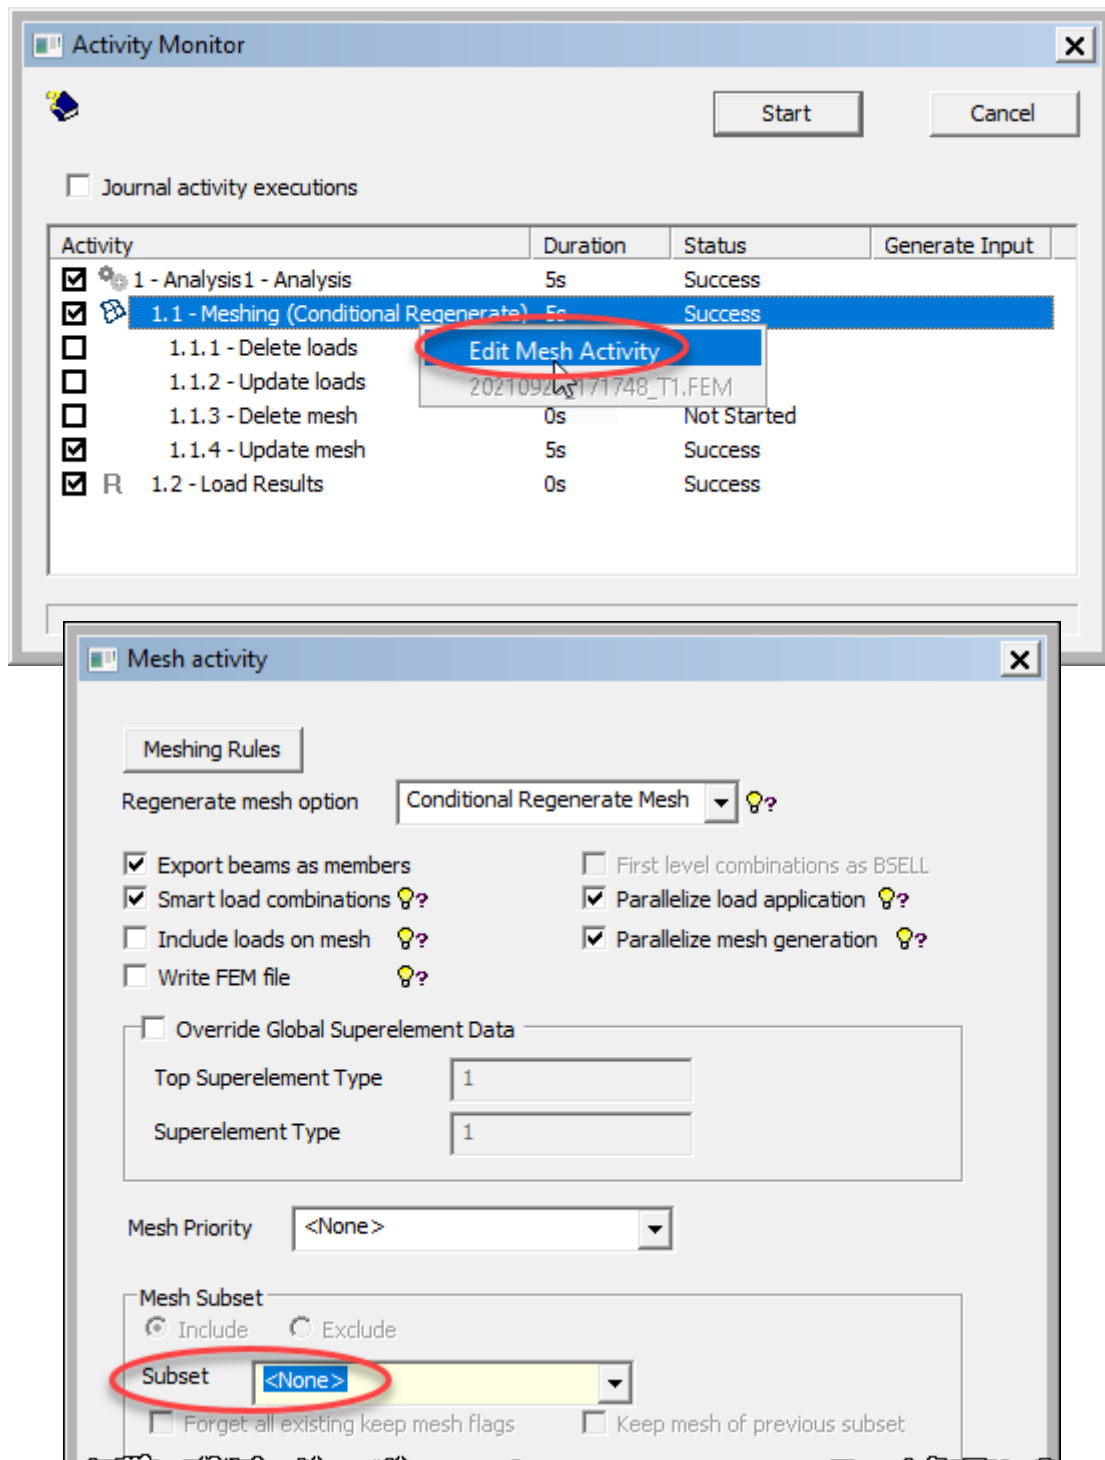 Activity Monitor
Start Cancel
Journal activity executions
Activity Duration Status Generate Input
1 - Analysis1 - Analysis 5s Success
1.1 - Meshing (Conditional Regenerate) 5s Success
1.1.1 - Delete loads Edit Mesh Activity
1.1.2 - Update loads 171748_T1.FEM
1.1.3 - Delete mesh 0s Not Started
1.1.4 - Update mesh 5s Success
R 1.2 - Load Results 0s Success
Mesh activity
Meshing Rules
Regenerate mesh option Conditional Regenerate Mesh ?
Export beams as members First level combinations as BSELL
Smart load combinations ? Parallelize load application ?
Include loads on mesh ? Parallelize mesh generation ?
Write FEM file ?
Override Global Superelement Data
Top Superelement Type 1
Superelement Type 1
Mesh Priority <None>
Mesh Subset
Include Exclude
Subset <None>
Forget all existing keep mesh flags Keep mesh of previous subset